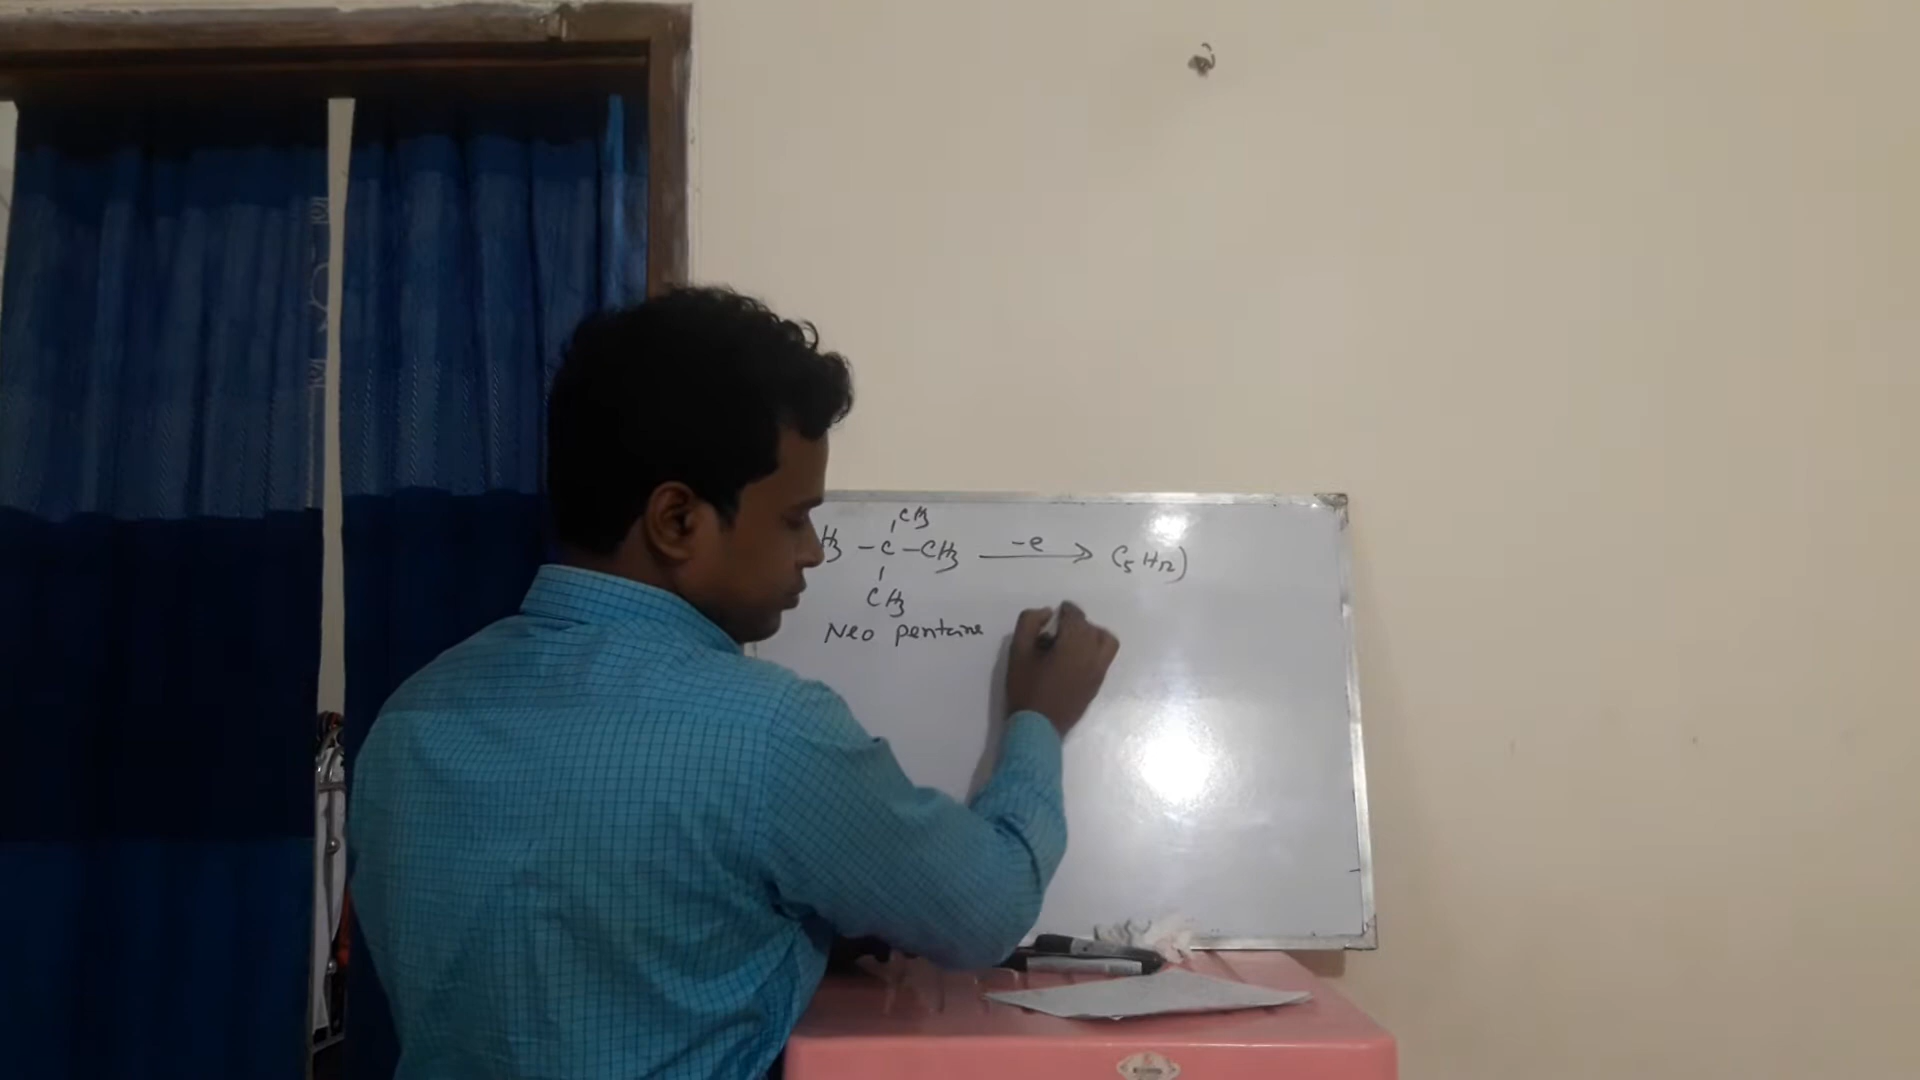 CH3
H3 – C – CH3 –e → (C5H12)
CH3
Neo pentane